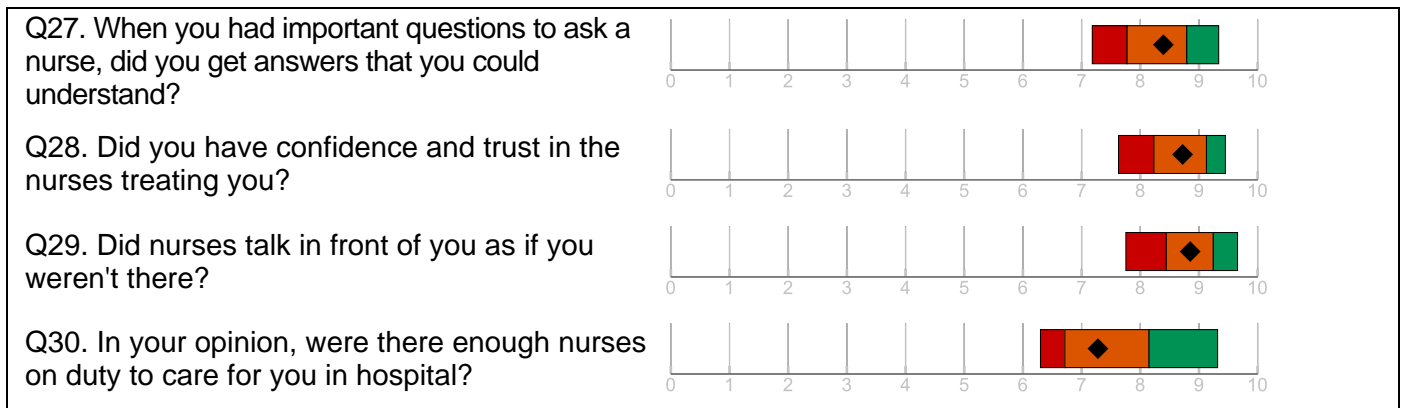 Q27. When you had important questions to ask a
nurse, did you get answers that you could
understand?
0 1 2 3 4 5 6 7 8 9 10
Q28. Did you have confidence and trust in the
nurses treating you?
0 1 2 3 4 5 6 7 8 9 10
Q29. Did nurses talk in front of you as if you
weren't there?
0 1 2 3 4 5 6 7 8 9 10
Q30. In your opinion, were there enough nurses
on duty to care for you in hospital?
0 1 2 3 4 5 6 7 8 9 10